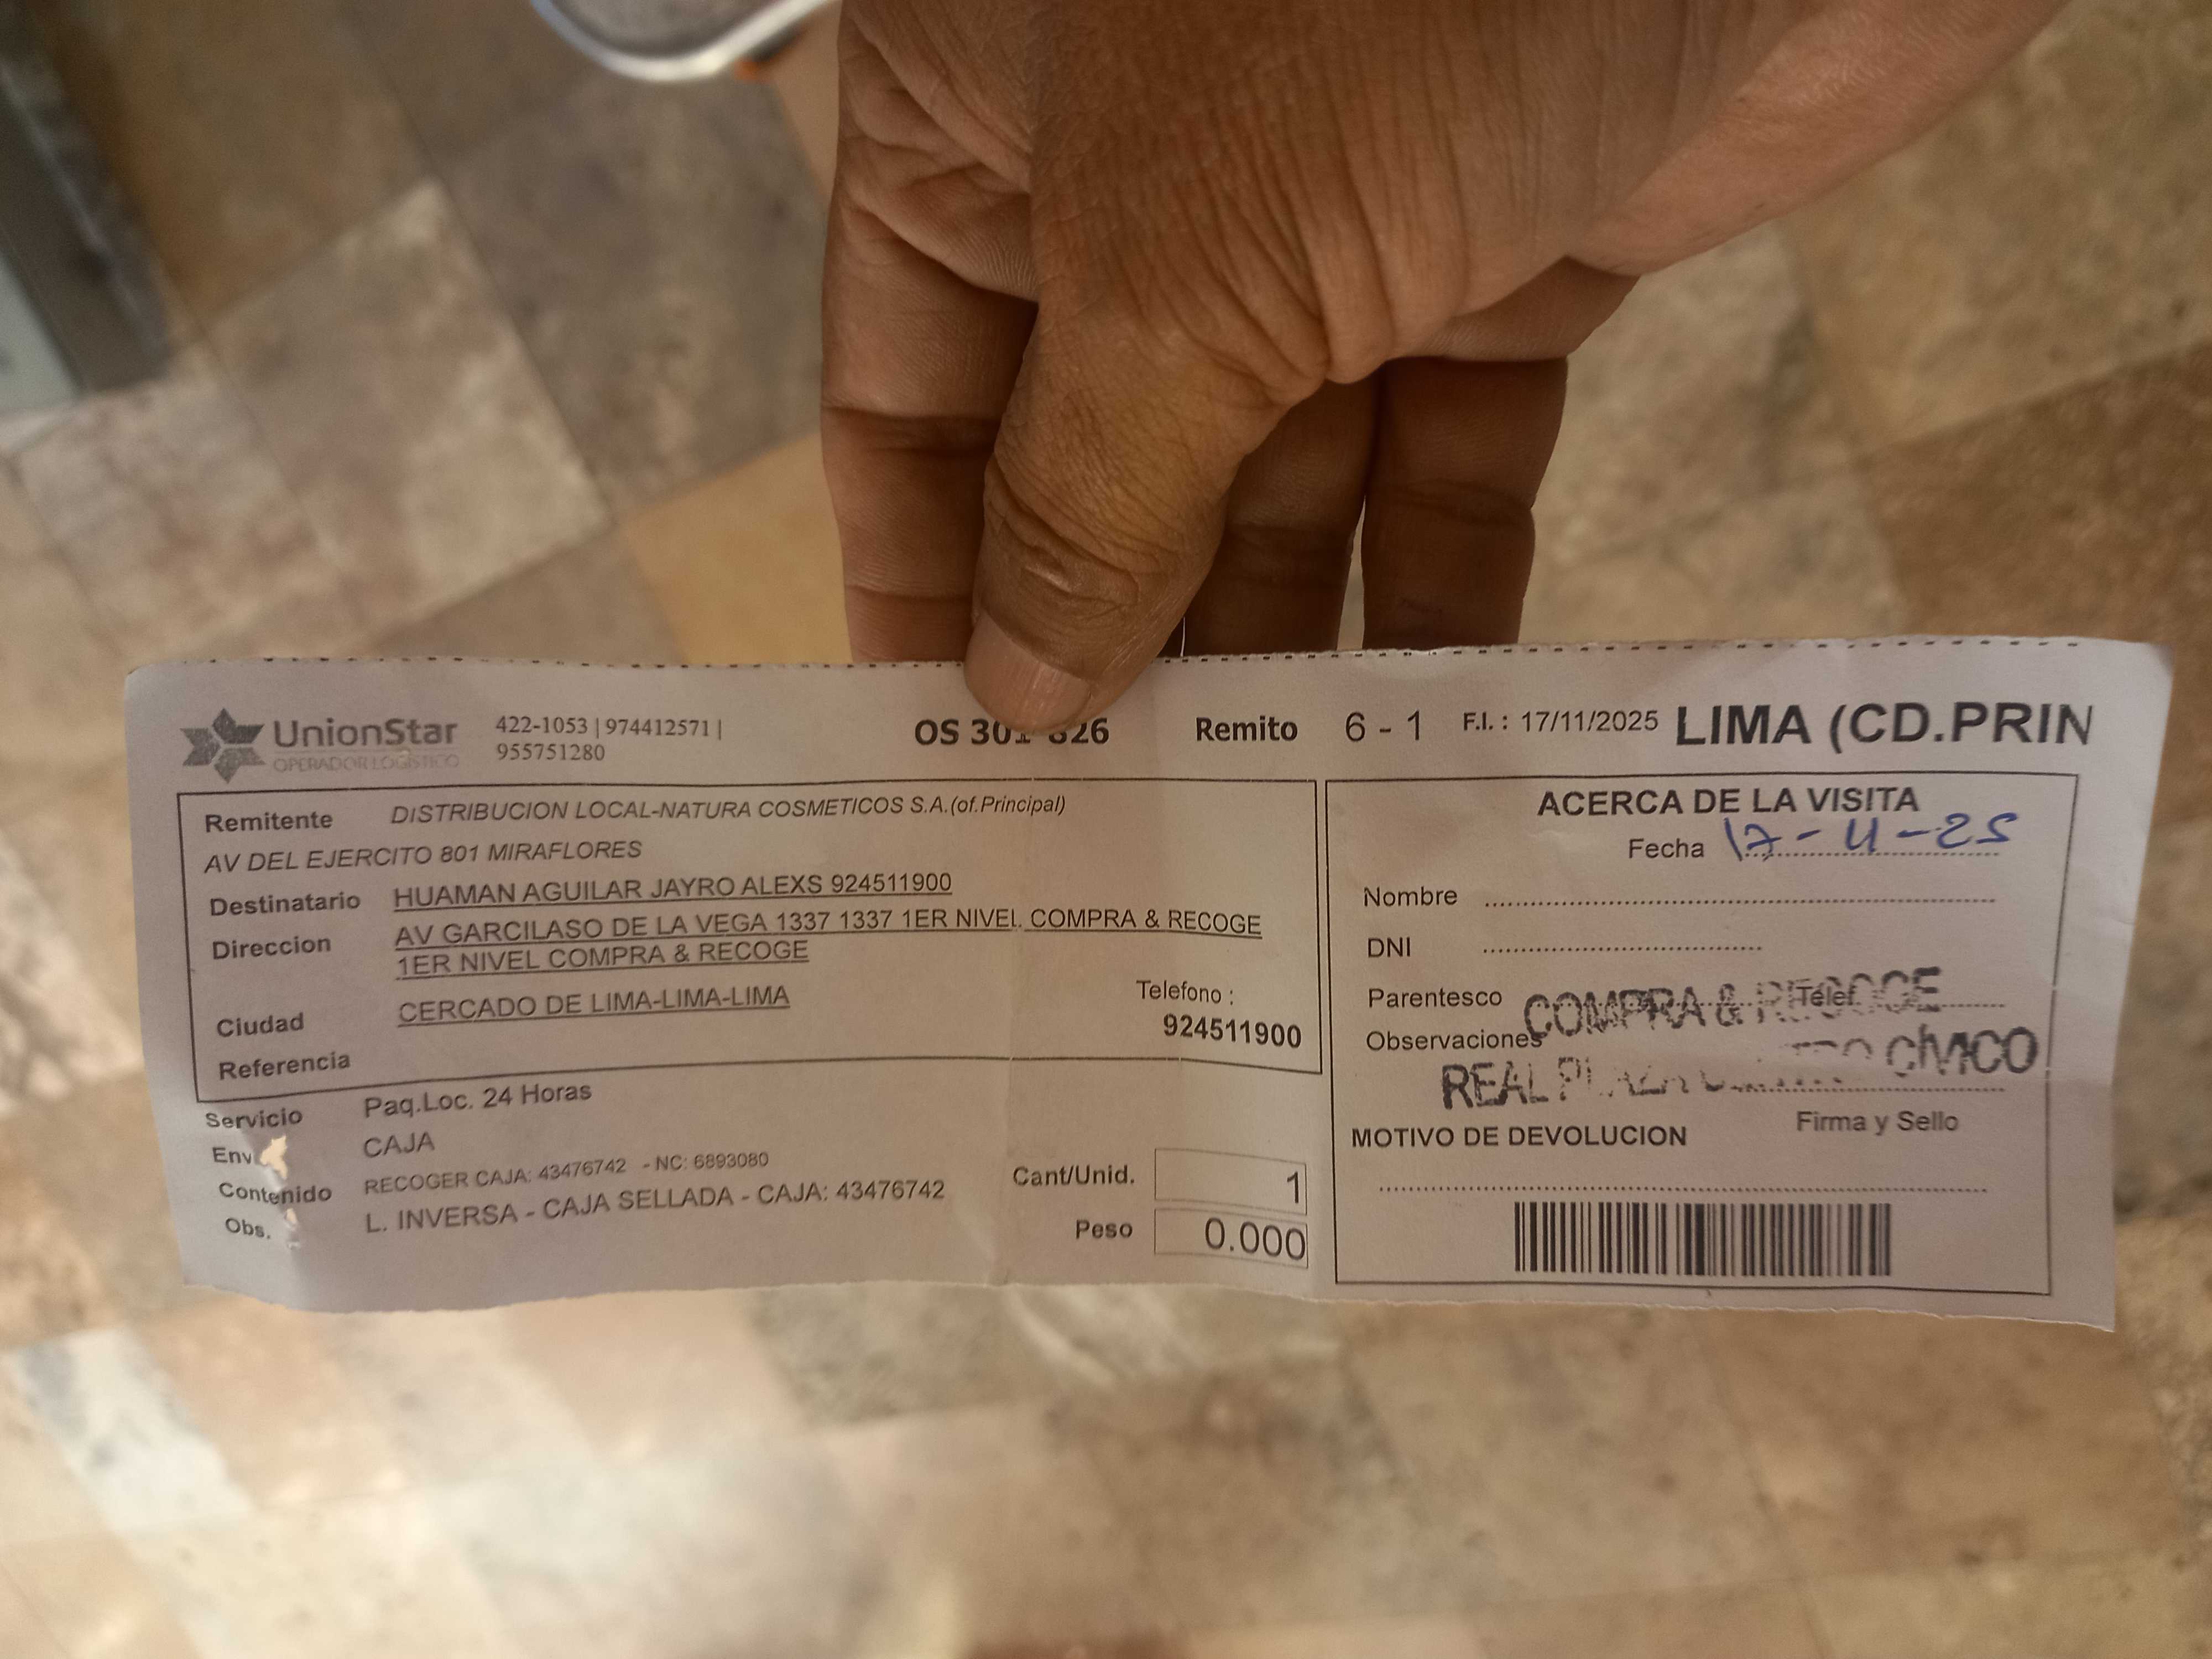 UnionStar
OPERADOR LOGÍSTICO
422-1053 | 974412571 |
955751280
OS Remito 6 - 1 F.I. : 17/11/2025 LIMA (CD.PRIN
Remitente DISTRIBUCION LOCAL-NATURA COSMETICOS S.A.(of.Principal)
AV DEL EJERCITO 801 MIRAFLORES
Destinatario HUAMAN AGUILAR JAYRO ALEXS 924511900
Direccion AV GARCILASO DE LA VEGA 1337 1337 1ER NIVEL COMPRA & RECOGE
1ER NIVEL COMPRA & RECOGE
Ciudad CERCADO DE LIMA-LIMA-LIMA
Telefono :
924511900
Referencia
Servicio Paq.Loc. 24 Horas
CAJA
Contenido RECOGER CAJA: 43476742 - NC: 6893080
Obs. L. INVERSA - CAJA SELLADA - CAJA: 43476742
Cant/Unid. 1
Peso 0.000
ACERCA DE LA VISITA
Fecha 17-11-25
Nombre
DNI
Parentesco Telef.
Observaciones
COMPRA & RECOGE
REAL PLAZA CÍVICO
Firma y Sello
MOTIVO DE DEVOLUCION